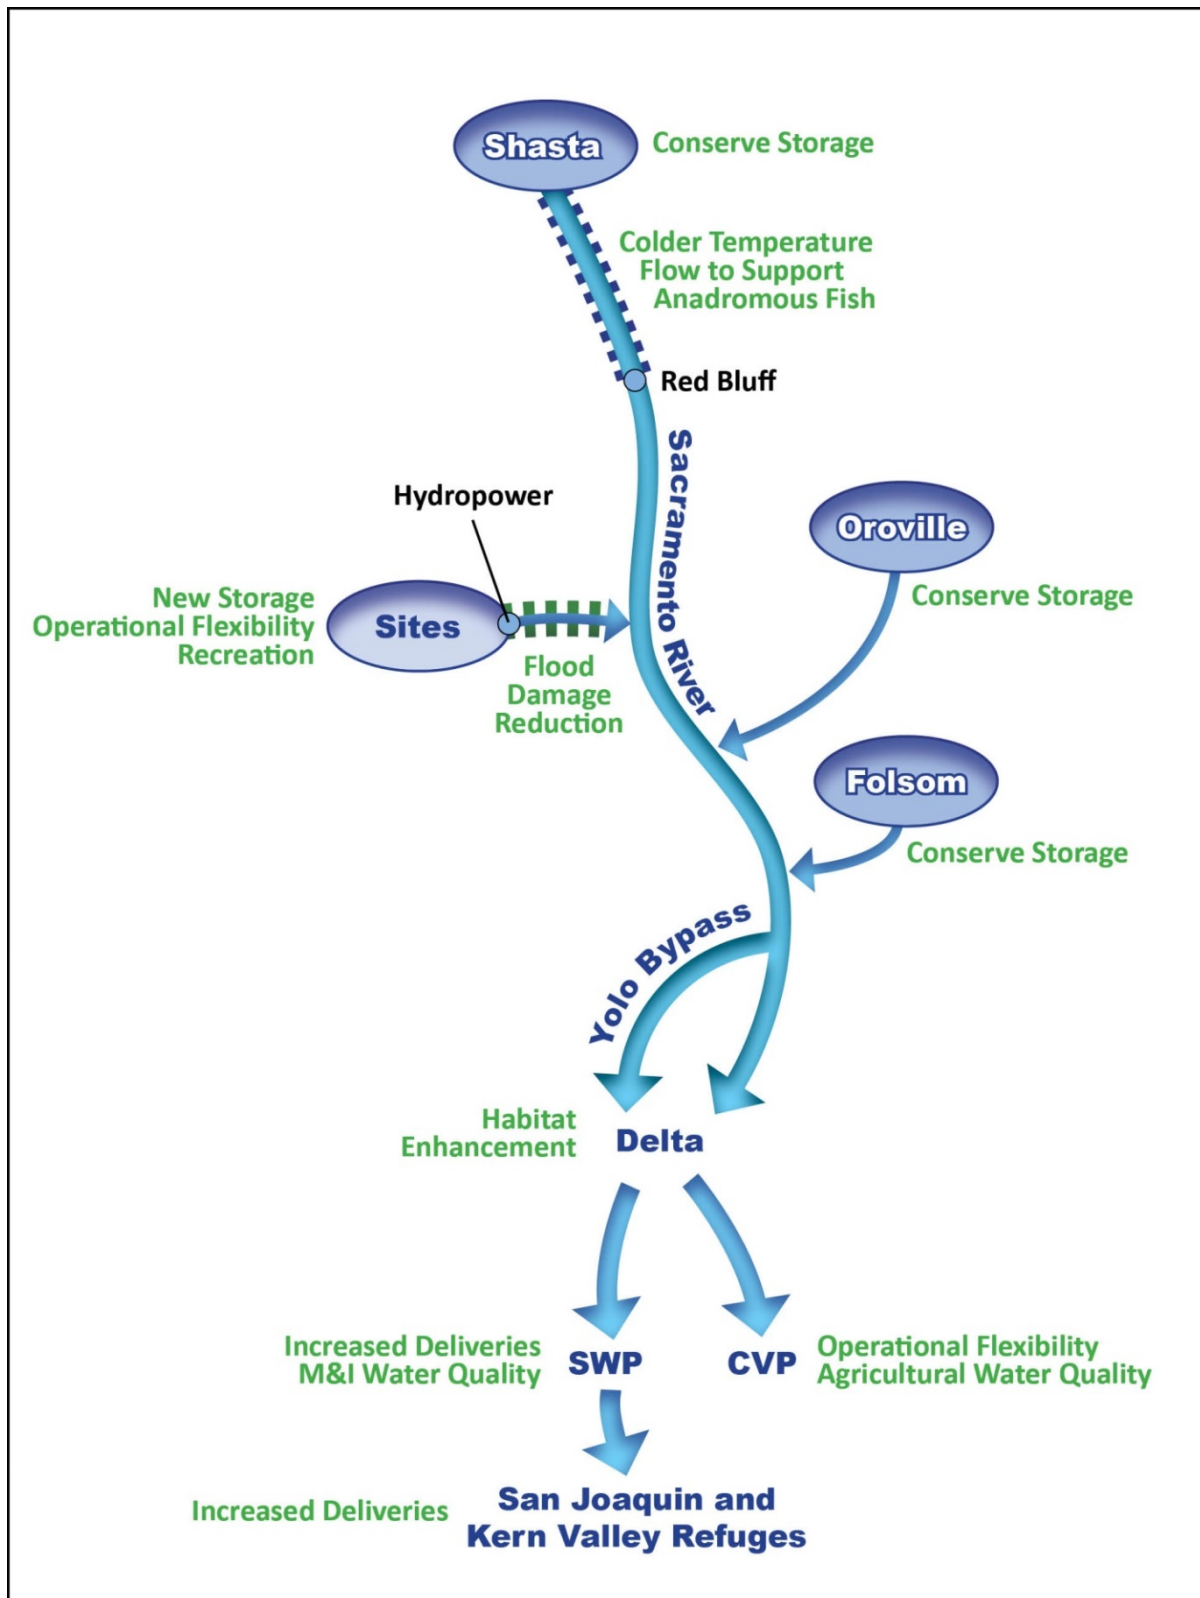 Shasta
Conserve Storage
Colder Temperature
Flow to Support
Anadromous Fish
Red Bluff
Sacramento River
Hydropower
Oroville
Conserve Storage
New Storage
Operational Flexibility
Recreation
Sites
Flood
Damage
Reduction
Folsom
Conserve Storage
Yolo Bypass
Habitat
Enhancement
Delta
Increased Deliveries
M&I Water Quality
SWP
CVP
Operational Flexibility
Agricultural Water Quality
Increased Deliveries
San Joaquin and
Kern Valley Refuges